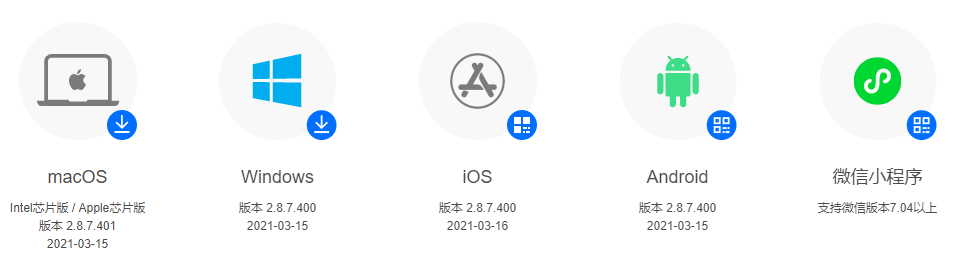 macOS
Intel芯片版 / Apple芯片版
版本 2.8.7.401
2021-03-15
Windows
版本 2.8.7.400
2021-03-15
iOS
版本 2.8.7.400
2021-03-16
Android
版本 2.8.7.400
2021-03-15
微信小程序
支持微信版本7.04以上